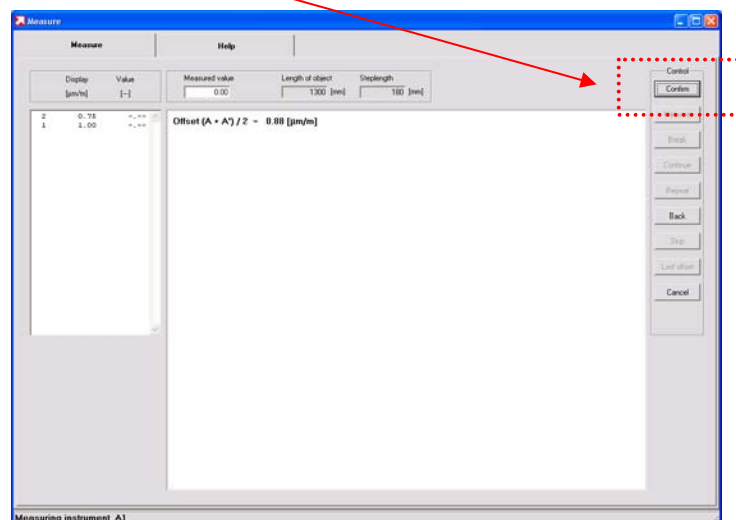 Measure
Measure Help
Display Value
[µm/m] [--]
Measured value Length of object Steplength
0.00 1300 [mm] 180 [mm]
Control
Confirm
2 0.75 -.--
1 1.00 -.--
Offset (A + A') / 2 = 0.88 [µm/m]
Break
Continue
Repeat
Back
Stop
Last offset
Cancel
Measuring instrument A1